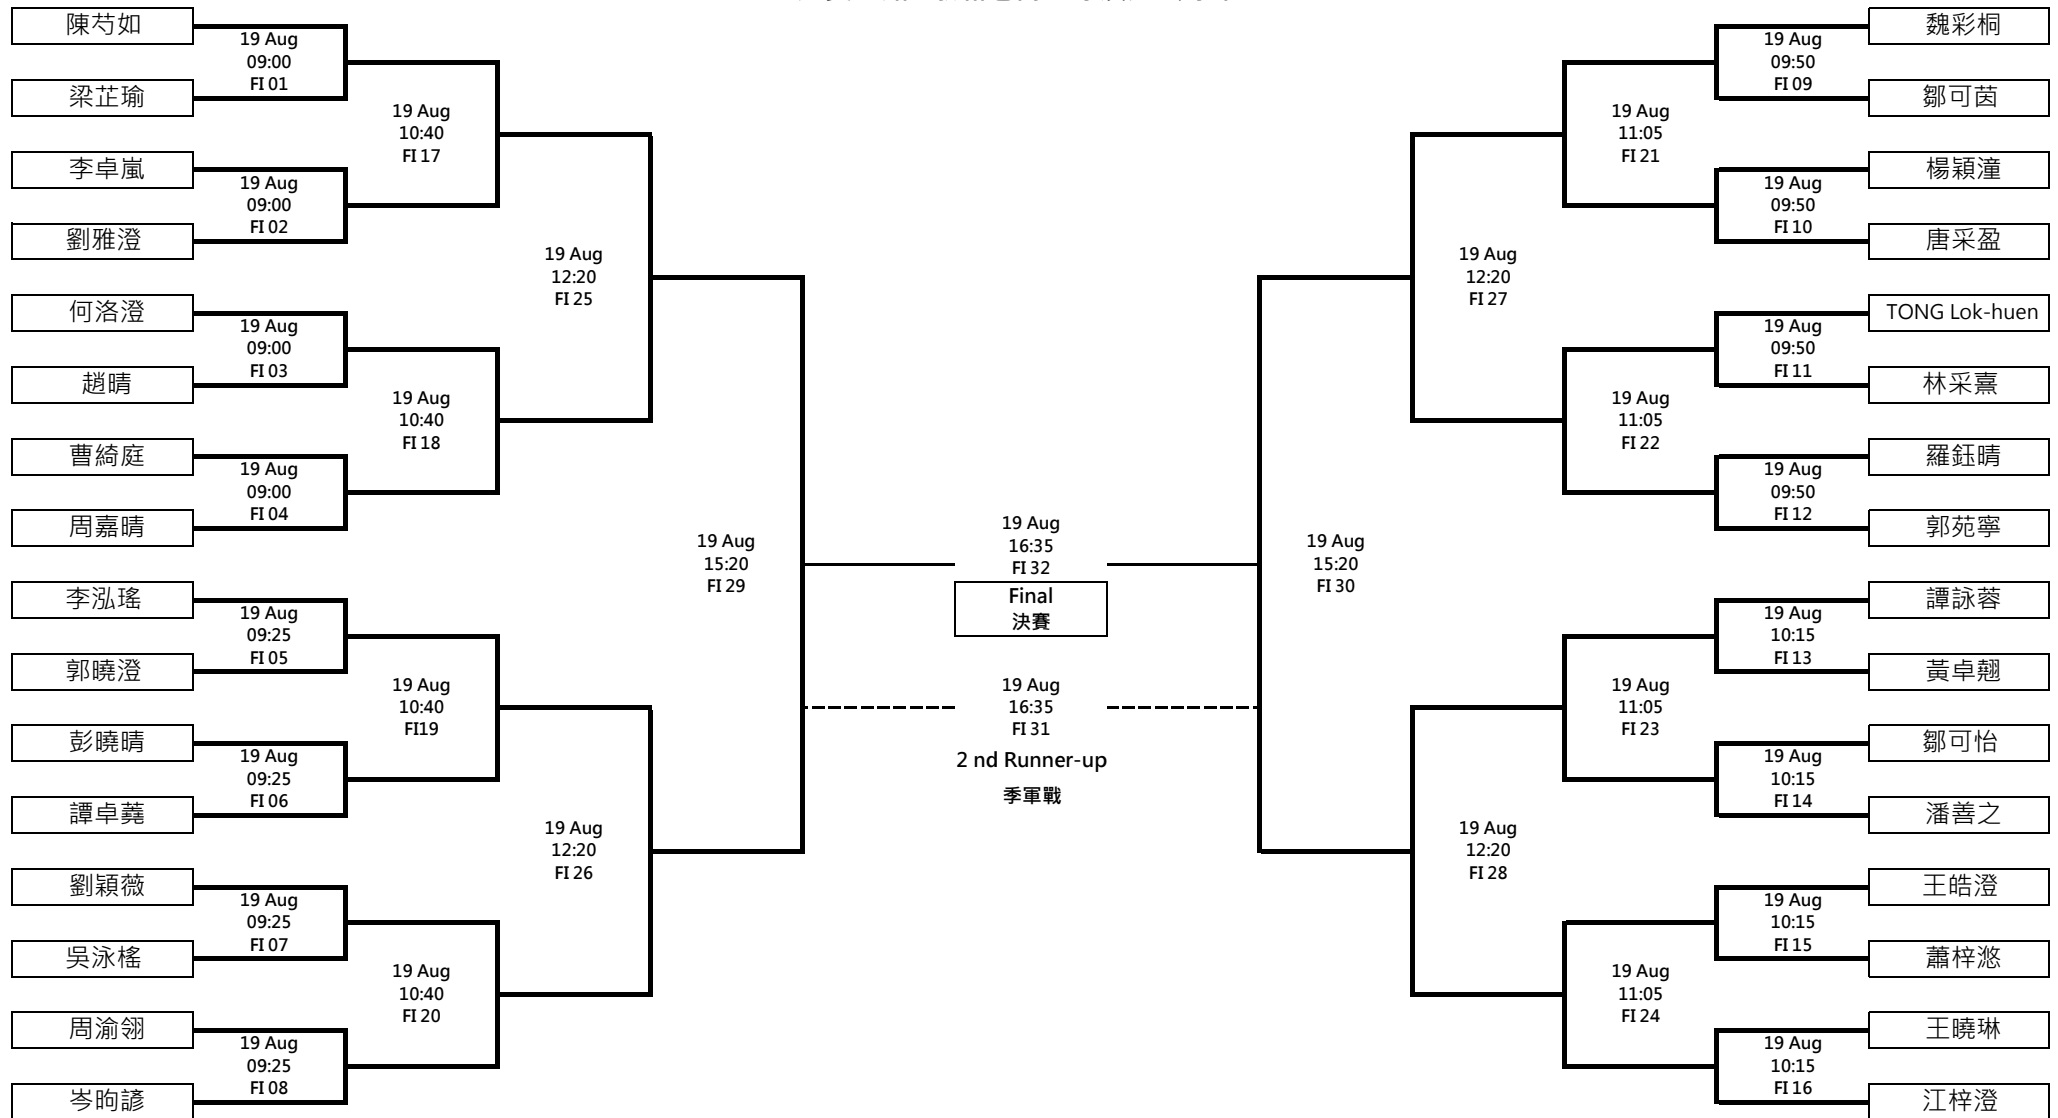 陳芍如
19 Aug
09:00
FI 01
梁芷瑜
19 Aug
10:40
FI 17
李卓嵐
19 Aug
09:00
FI 02
劉雅澄
19 Aug
12:20
FI 25
何洛澄
19 Aug
09:00
FI 03
趙晴
19 Aug
10:40
FI 18
曹綺庭
19 Aug
09:00
FI 04
周嘉晴
19 Aug
15:20
FI 29
李泓瑤
19 Aug
09:25
FI 05
郭曉澄
19 Aug
10:40
FI19
彭曉晴
19 Aug
09:25
FI 06
譚卓蕘
19 Aug
12:20
FI 26
劉穎薇
19 Aug
09:25
FI 07
吳泳榣
19 Aug
10:40
FI 20
周渝翎
19 Aug
09:25
FI 08
岑昫諺
19 Aug
16:35
FI 32
Final
決賽
19 Aug
16:35
FI 31
2 nd Runner-up
季軍戰
魏彩桐
19 Aug
09:50
FI 09
鄒可茵
19 Aug
11:05
FI 21
楊穎潼
19 Aug
09:50
FI 10
唐采盈
19 Aug
12:20
FI 27
TONG Lok-huen
19 Aug
09:50
FI 11
林采熹
19 Aug
11:05
FI 22
羅鈺晴
19 Aug
09:50
FI 12
郭苑寧
19 Aug
15:20
FI 30
譚詠蓉
19 Aug
10:15
FI 13
黃卓翹
19 Aug
11:05
FI 23
鄒可怡
19 Aug
10:15
FI 14
潘善之
19 Aug
12:20
FI 28
王皓澄
19 Aug
10:15
FI 15
蕭梓滺
19 Aug
11:05
FI 24
王曉琳
19 Aug
10:15
FI 16
江梓澄